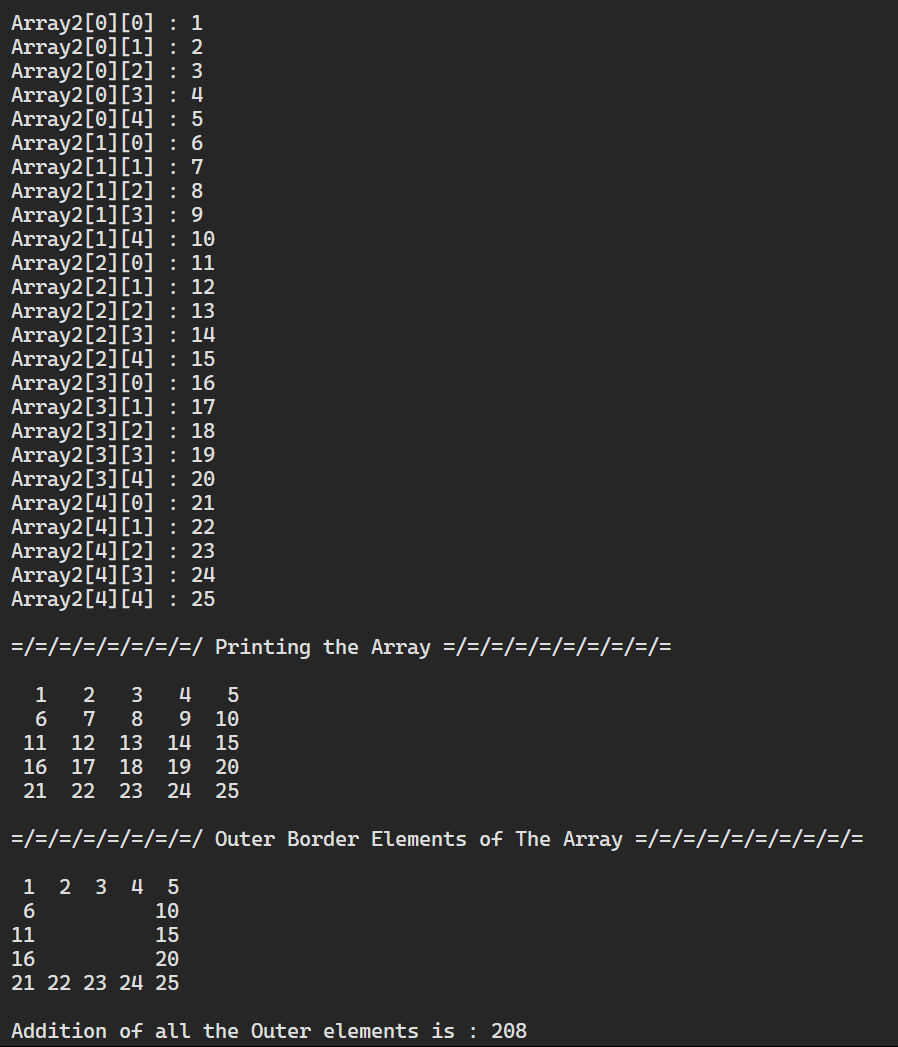 Array2[0][0] : 1
Array2[0][1] : 2
Array2[0][2] : 3
Array2[0][3] : 4
Array2[0][4] : 5
Array2[1][0] : 6
Array2[1][1] : 7
Array2[1][2] : 8
Array2[1][3] : 9
Array2[1][4] : 10
Array2[2][0] : 11
Array2[2][1] : 12
Array2[2][2] : 13
Array2[2][3] : 14
Array2[2][4] : 15
Array2[3][0] : 16
Array2[3][1] : 17
Array2[3][2] : 18
Array2[3][3] : 19
Array2[3][4] : 20
Array2[4][0] : 21
Array2[4][1] : 22
Array2[4][2] : 23
Array2[4][3] : 24
Array2[4][4] : 25

=/=/=/=/=/=/=/=/ Printing the Array =/=/=/=/=/=/=/=/=/=

  1   2   3   4   5
  6   7   8   9  10
 11  12  13  14  15
 16  17  18  19  20
 21  22  23  24  25

=/=/=/=/=/=/=/=/ Outer Border Elements of The Array =/=/=/=/=/=/=/=/=/=

 1  2  3  4  5
 6          10
11          15
16          20
21 22 23 24 25

Addition of all the Outer elements is : 208